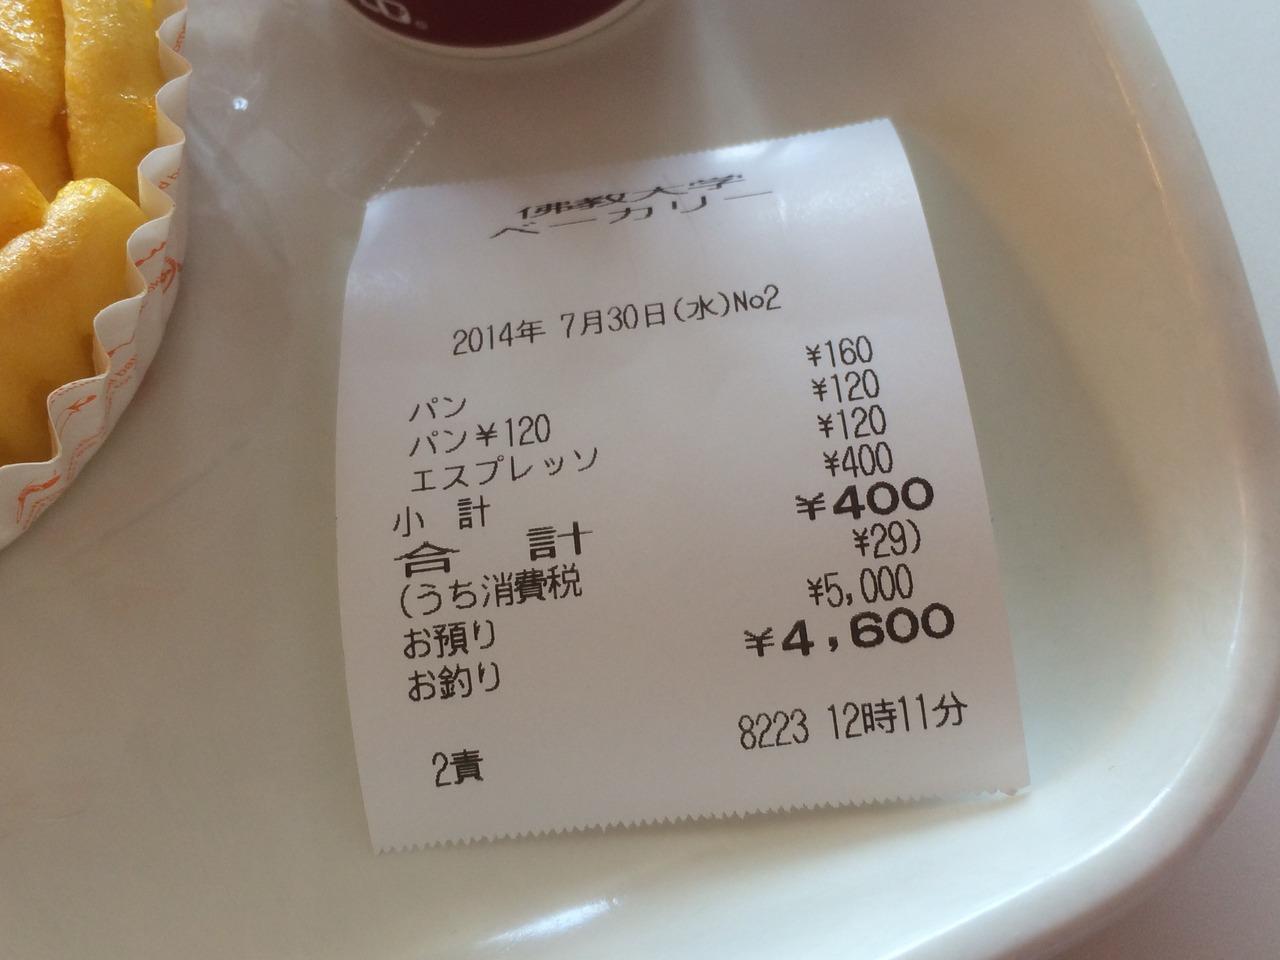 佛教大学
ベーカリー
2014年 7月30日(水)No2
パン ¥160
パン¥120 ¥120
エスプレッソ ¥120
小 計 ¥400
合 計 ¥400
(うち消費税 ¥29)
お預り ¥5,000
お釣り ¥4,600
2責 8223 12時11分